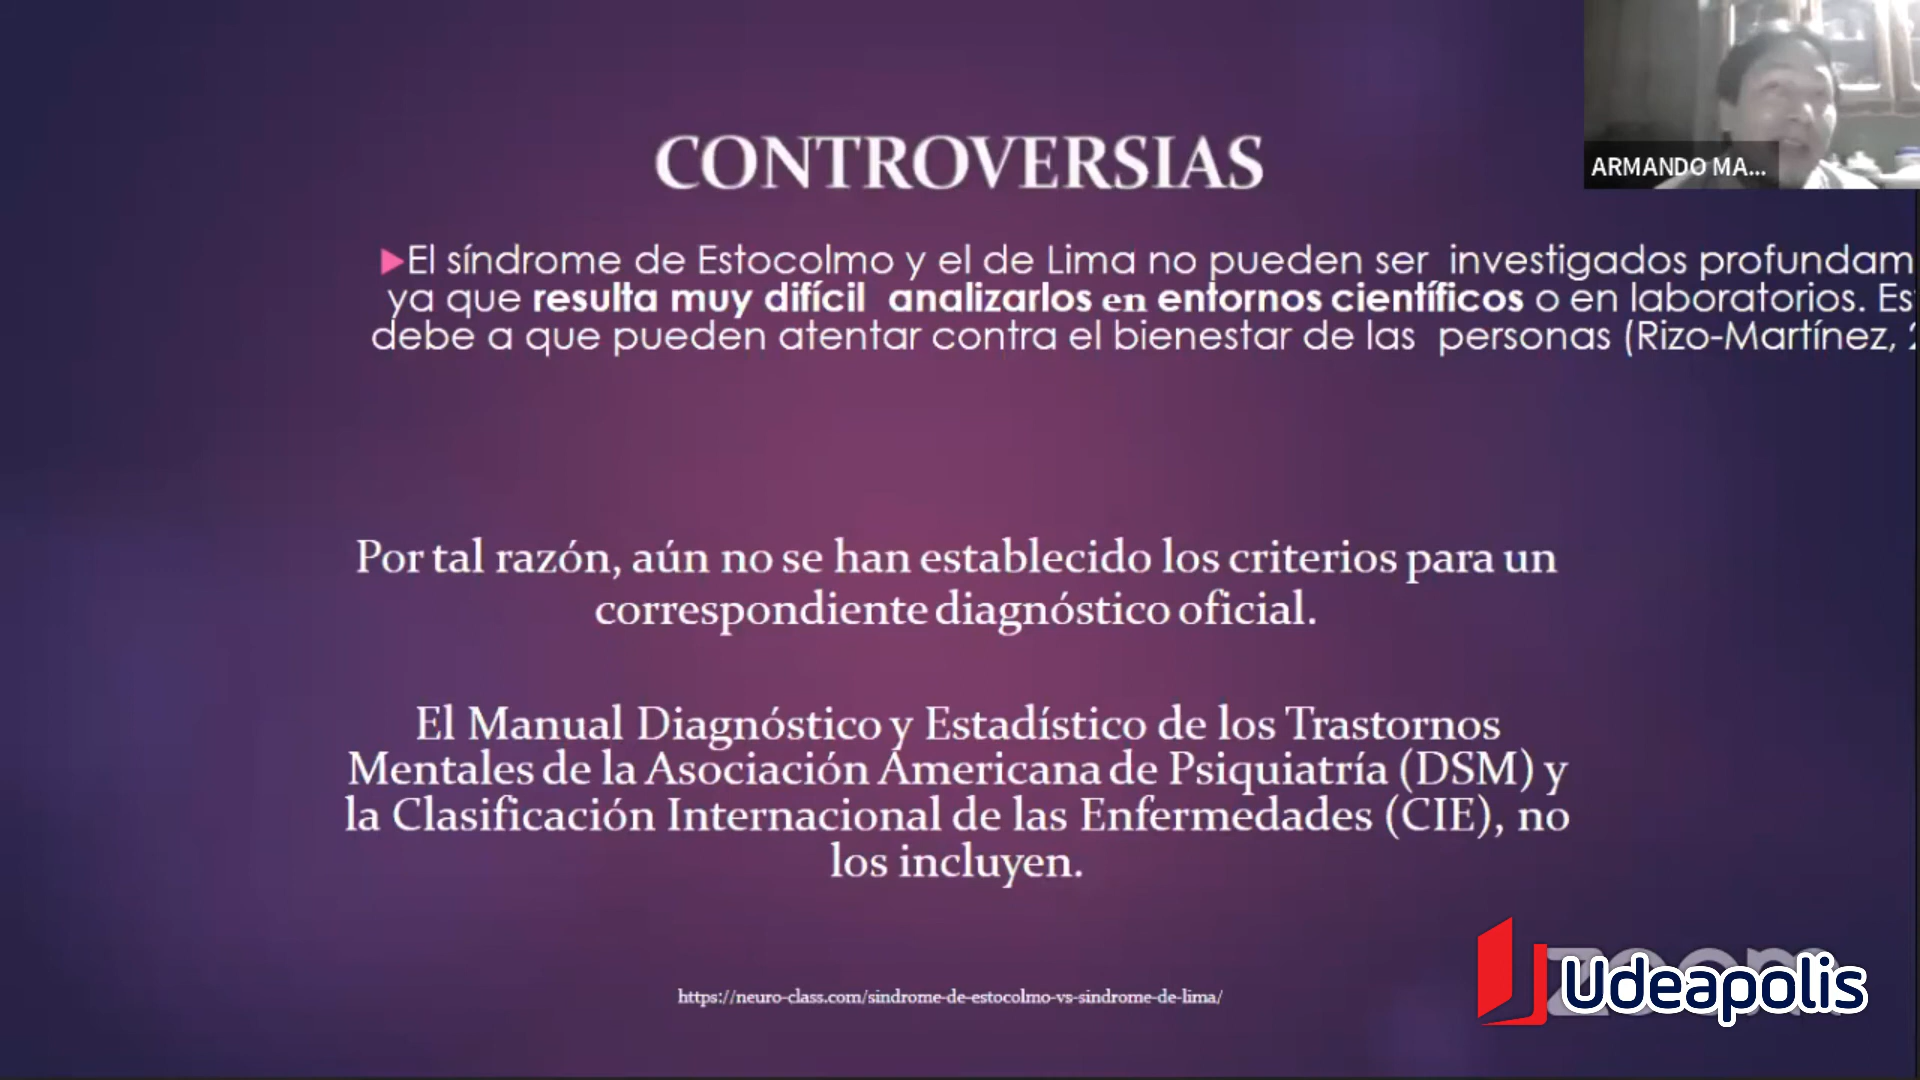 CONTROVERSIAS
ARMANDO MA...
▶El síndrome de Estocolmo y el de Lima no pueden ser investigados profundam
ya que resulta muy difícil analizarlos en entornos científicos o en laboratorios. Es
debe a que pueden atentar contra el bienestar de las personas (Rizo-Martínez,
Por tal razón, aún no se han establecido los criterios para un
correspondiente diagnóstico oficial.
El Manual Diagnóstico y Estadístico de los Trastornos
Mentales de la Asociación Americana de Psiquiatría (DSM) y
la Clasificación Internacional de las Enfermedades (CIE), no
los incluyen.
https://neuro-class.com/sindrome-de-estocolmo-vs-sindrome-de-lima/
zoom
Udeapolis